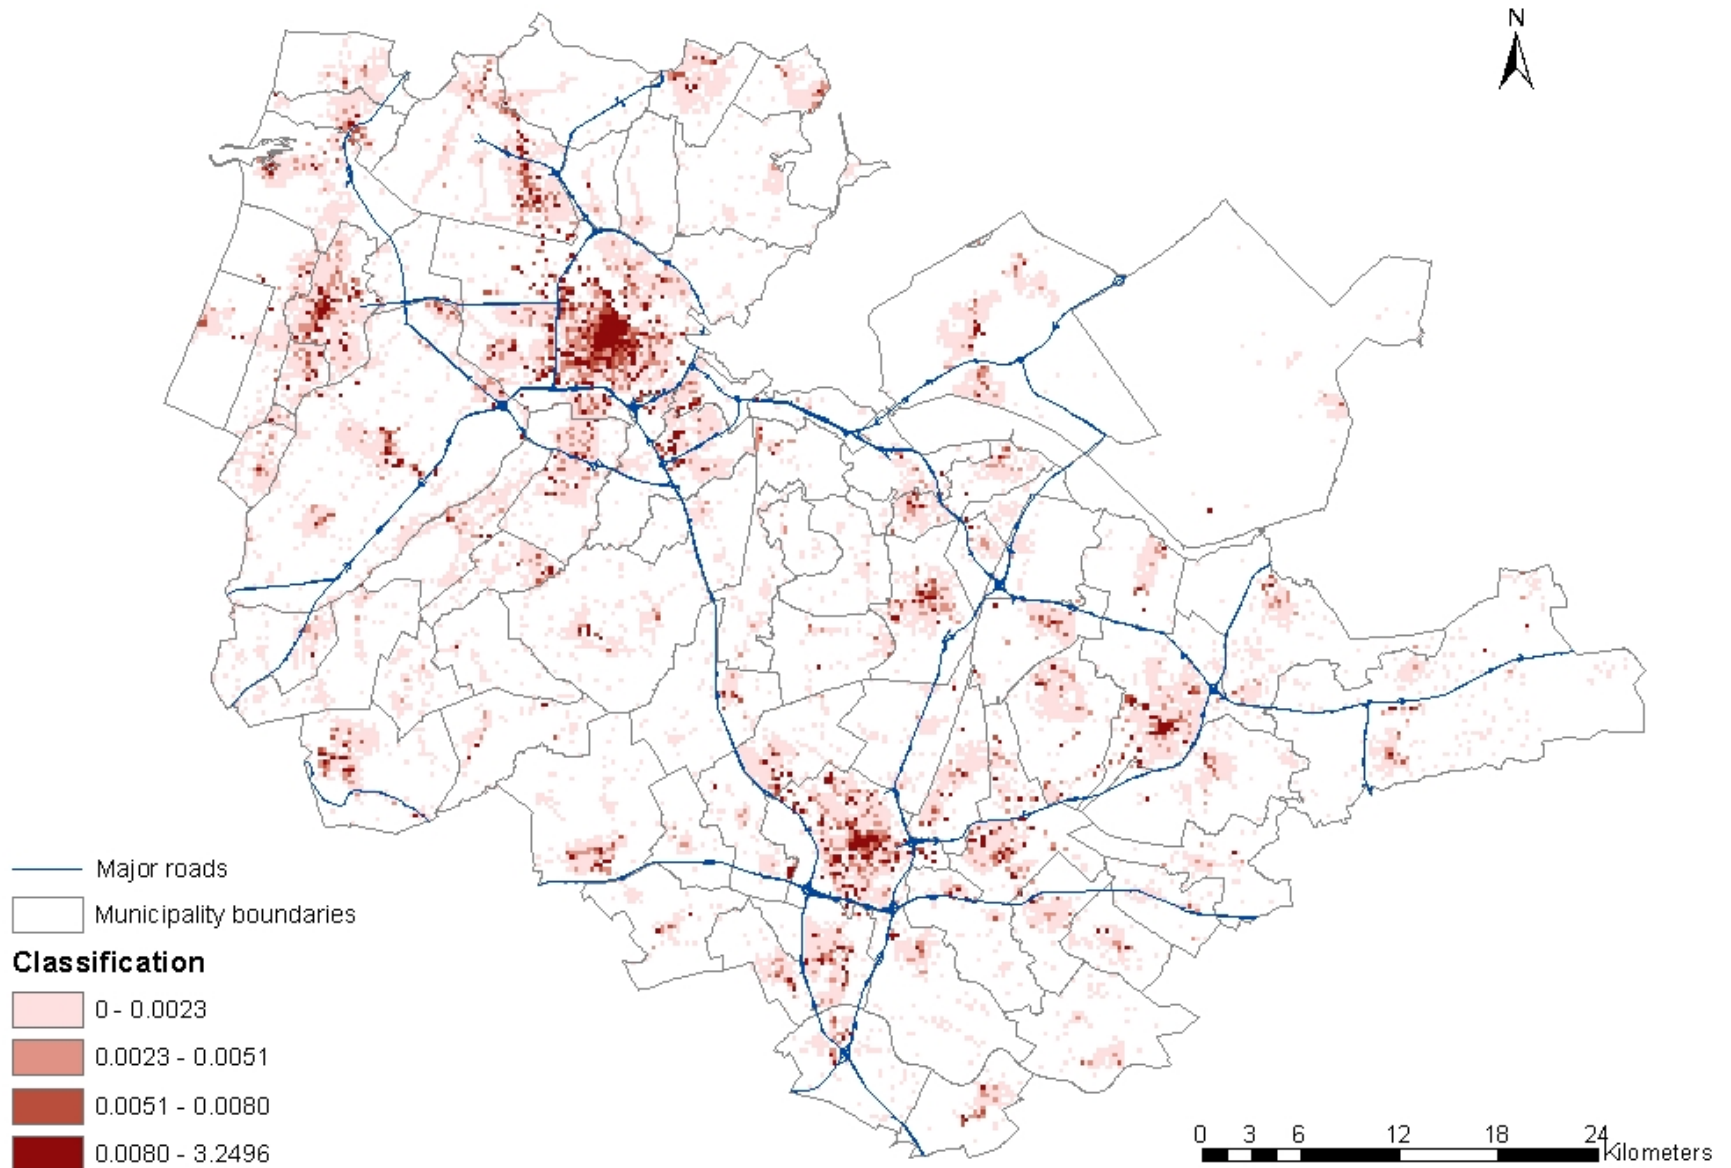 N
Major roads
Municipality boundaries
Classification
0 - 0.0023
0.0023 - 0.0051
0.0051 - 0.0080
0.0080 - 3.2496
0 3 6 12 18 24
Kilometers